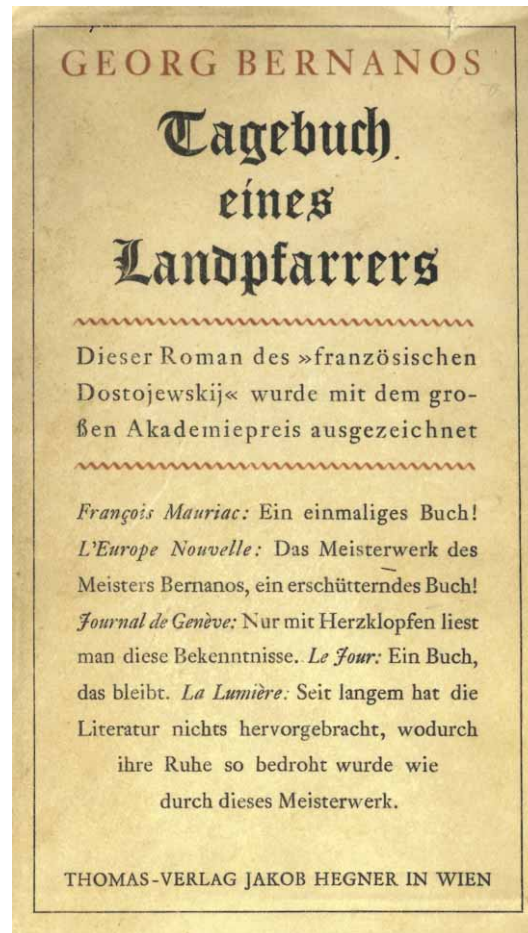 GEORG BERNANOS
Tagebuch
eines
Landpfarrers
Dieser Roman des »französischen
Dostojewskij« wurde mit dem gro-
ßen Akademiepreis ausgezeichnet
François Mauriac: Ein einmaliges Buch!
L'Europe Nouvelle: Das Meisterwerk des
Meisters Bernanos, ein erschütterndes Buch!
Journal de Genève: Nur mit Herzklopfen liest
man diese Bekenntnisse. Le Jour: Ein Buch,
das bleibt. La Lumière: Seit langem hat die
Literatur nichts hervorgebracht, wodurch
ihre Ruhe so bedroht wurde wie
durch dieses Meisterwerk.
THOMAS-VERLAG JAKOB HEGNER IN WIEN